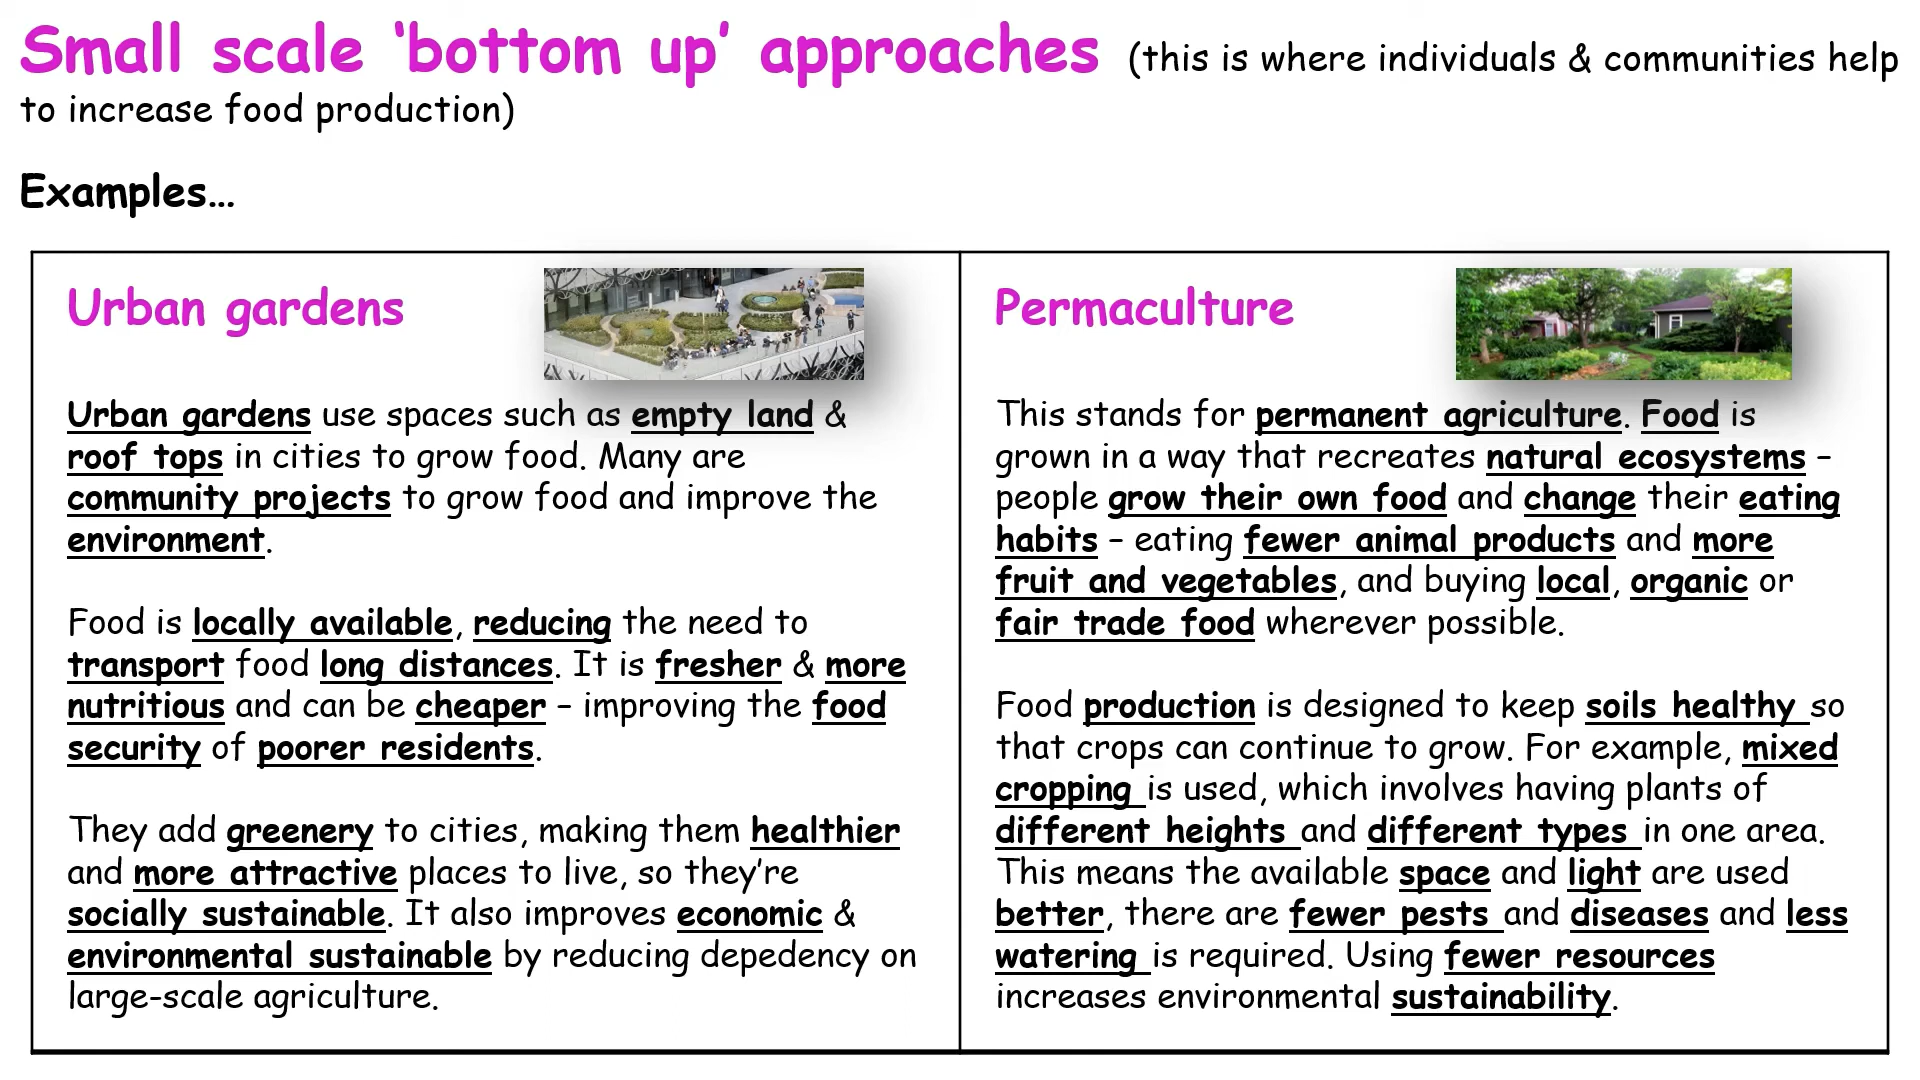 Small scale ‘bottom up’ approaches (this is where individuals & communities help
to increase food production)
Examples…
Urban gardens
Urban gardens use spaces such as empty land &
roof tops in cities to grow food. Many are
community projects to grow food and improve the
environment.
Food is locally available, reducing the need to
transport food long distances. It is fresher & more
nutritious and can be cheaper – improving the food
security of poorer residents.
They add greenery to cities, making them healthier
and more attractive places to live, so they’re
socially sustainable. It also improves economic &
environmental sustainable by reducing depedency on
large-scale agriculture.
Permaculture
This stands for permanent agriculture. Food is
grown in a way that recreates natural ecosystems –
people grow their own food and change their eating
habits – eating fewer animal products and more
fruit and vegetables, and buying local, organic or
fair trade food wherever possible.
Food production is designed to keep soils healthy so
that crops can continue to grow. For example, mixed
cropping is used, which involves having plants of
different heights and different types in one area.
This means the available space and light are used
better, there are fewer pests and diseases and less
watering is required. Using fewer resources
increases environmental sustainability.